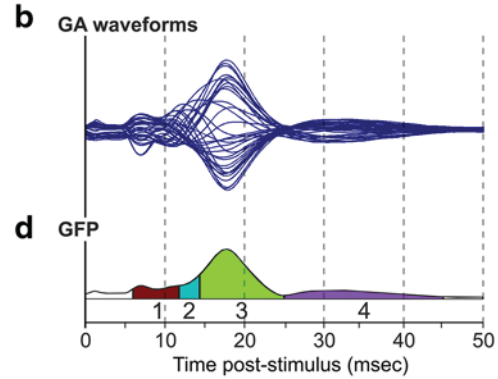 b GA waveforms
d GFP
1 2 3 4
0 10 20 30 40 50
Time post-stimulus (msec)